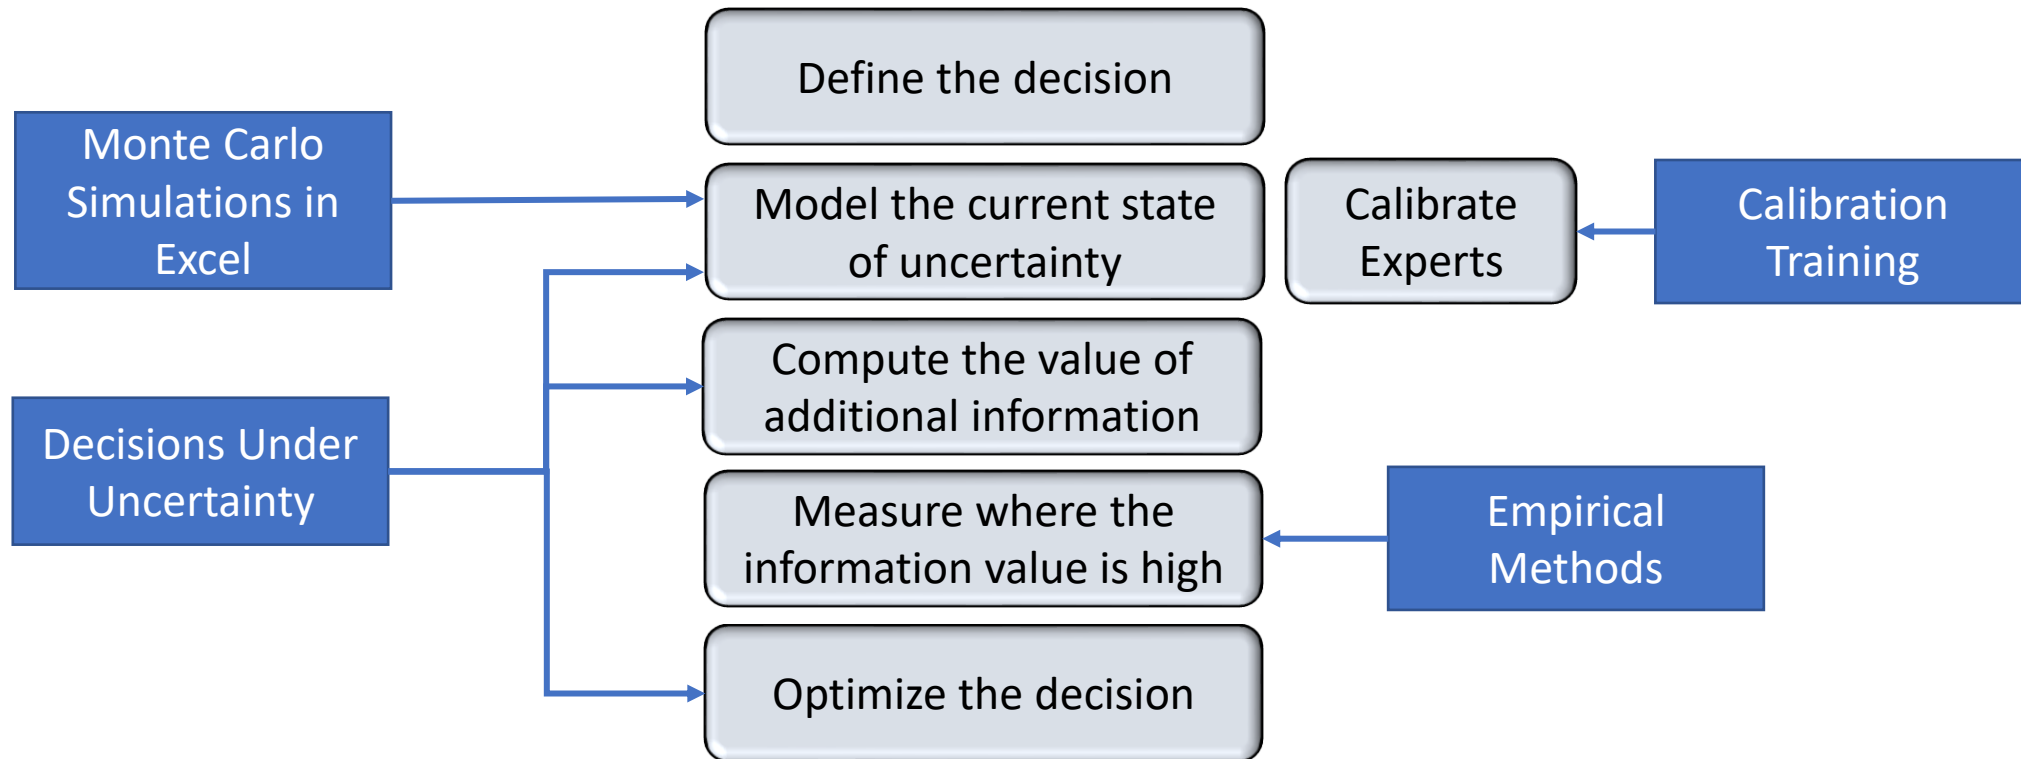 Define the decision
Monte Carlo
Simulations in
Excel
Model the current state
of uncertainty
Calibrate
Experts
Calibration
Training
Compute the value of
additional information
Decisions Under
Uncertainty
Measure where the
information value is high
Empirical
Methods
Optimize the decision